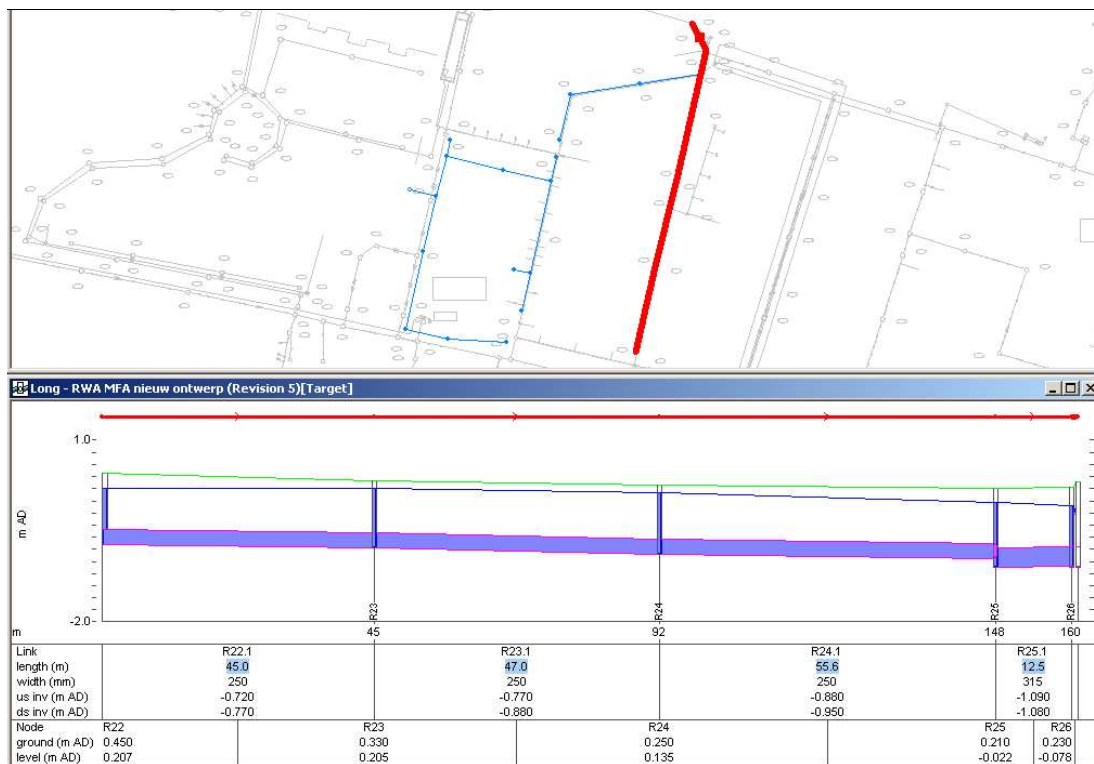 Long - RWA MFA nieuw ontwerp (Revision 5)[Target]
1.0-
m AD
-2.0-
R23
R24
R25
R26
m 45 92 148 160
Link R22.1 R23.1 R24.1 R25.1
length (m) 45.0 47.0 55.6 12.5
width (mm) 250 250 250 315
us inv (m AD) -0.720 -0.770 -0.880 -1.090
ds inv (m AD) -0.770 -0.880 -0.950 -1.080
Node R22 R23 R24 R25 R26
ground (m AD) 0.450 0.330 0.250 0.210 0.230
level (m AD) 0.207 0.205 0.135 -0.022 -0.078